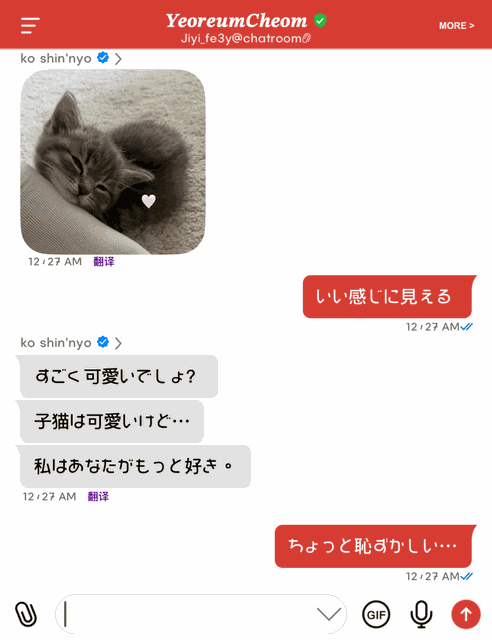 YeoreumCheom
MORE >
Jiyi_fe3y@chatroom
ko shin'nyo >
12/27 AM 翻译
いい感じに見える
12/27 AM
ko shin'nyo >
すごく可愛いでしょ?
子猫は可愛いけど…
私はあなたがもっと好き。
12/27 AM 翻译
ちょっと恥ずかしい…
12/27 AM
GIF